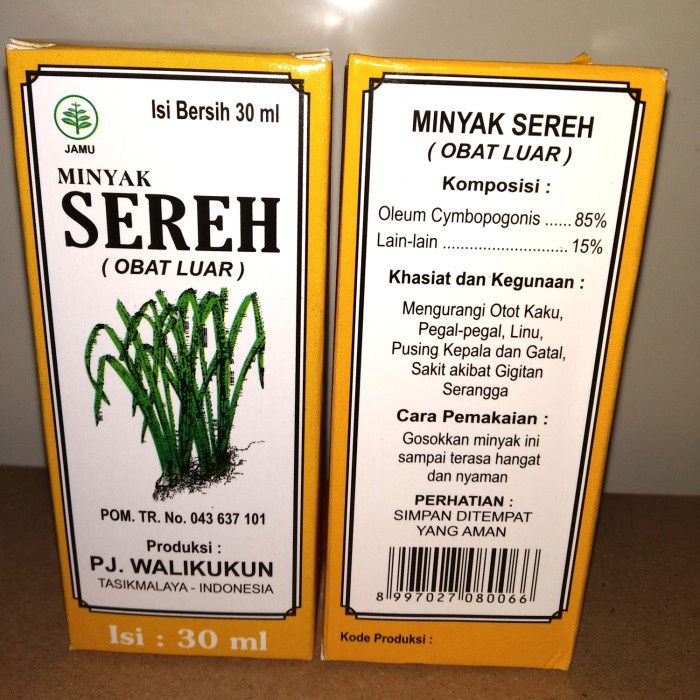 JAMU
Isi Bersih 30 ml
MINYAK
SEREH
( OBAT LUAR )
POM. TR. No. 043 637 101
Produksi :
PJ. WALIKUKUN
TASIKMALAYA - INDONESIA
Isi : 30 ml
MINYAK SEREH
( OBAT LUAR )
Komposisi :
Oleum Cymbopogonis ...... 85%
Lain-lain ............................ 15%
Khasiat dan Kegunaan :
Mengurangi Otot Kaku,
Pegal-pegal, Linu,
Pusing Kepala dan Gatal,
Sakit akibat Gigitan
Serangga
Cara Pemakaian :
Gosokkan minyak ini
sampai terasa hangat
dan nyaman
PERHATIAN :
SIMPAN DITEMPAT
YANG AMAN
8 997027 080066
Kode Produksi :